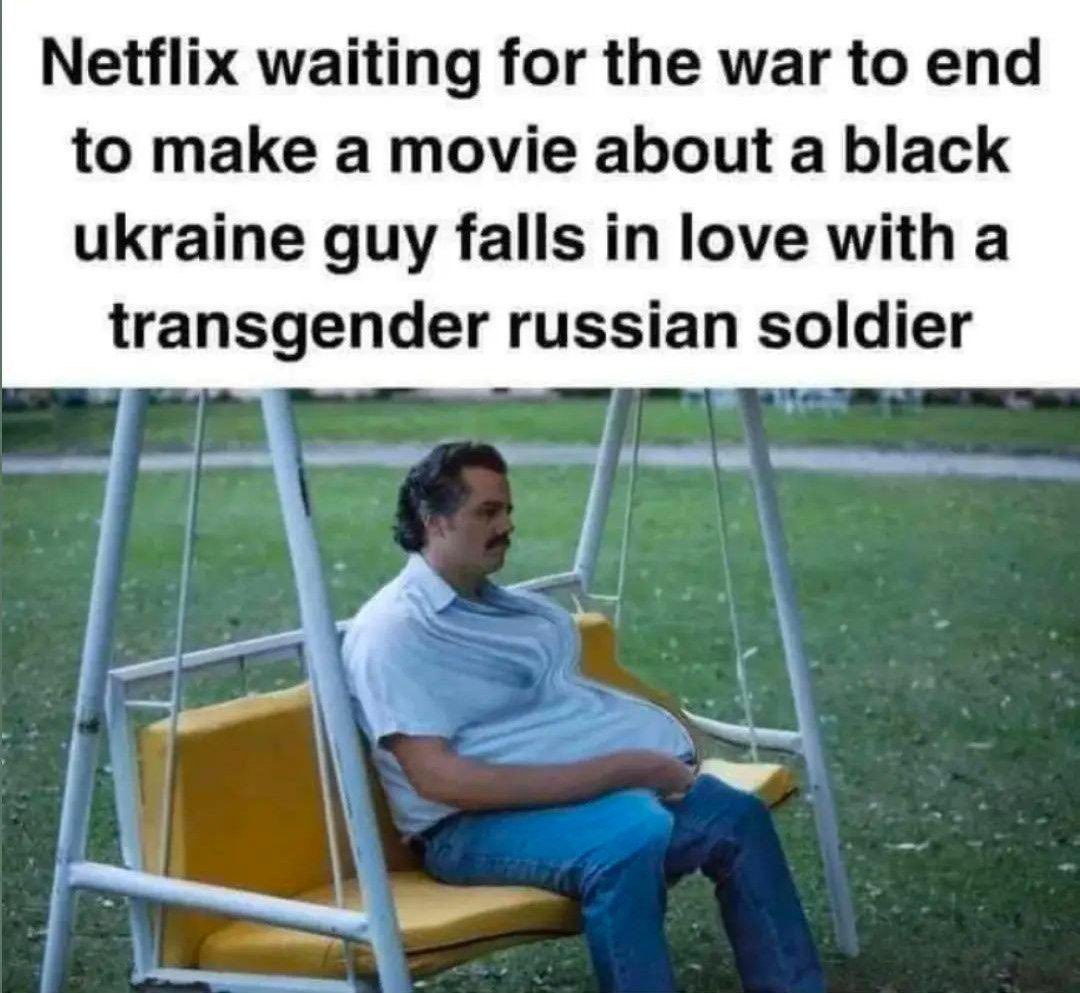 Netflix waiting for the war to end
to make a movie about a black
ukraine guy falls in love with a
transgender russian soldier